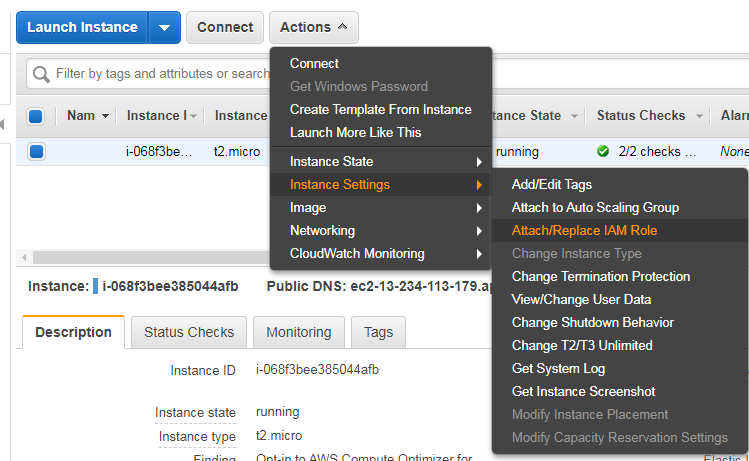 Launch Instance Connect Actions
Filter by tags and attributes or search
Connect
Get Windows Password
Create Template From Instance
Launch More Like This
Instance State
Instance Settings
Image
Networking
CloudWatch Monitoring
Add/Edit Tags
Attach to Auto Scaling Group
Attach/Replace IAM Role
Change Instance Type
Change Termination Protection
View/Change User Data
Change Shutdown Behavior
Change T2/T3 Unlimited
Get System Log
Get Instance Screenshot
Modify Instance Placement
Modify Capacity Reservation Settings
Nam Instance I Instance tance State Status Checks Alarm
i-068f3bee... t2.micro running 2/2 checks ... None
Instance: i-068f3bee385044afb Public DNS: ec2-13-234-113-179.ap
Description Status Checks Monitoring Tags
Instance ID i-068f3bee385044afb
Instance state running
Instance type t2.micro
Finding Opt-in to AWS Compute Optimizer for